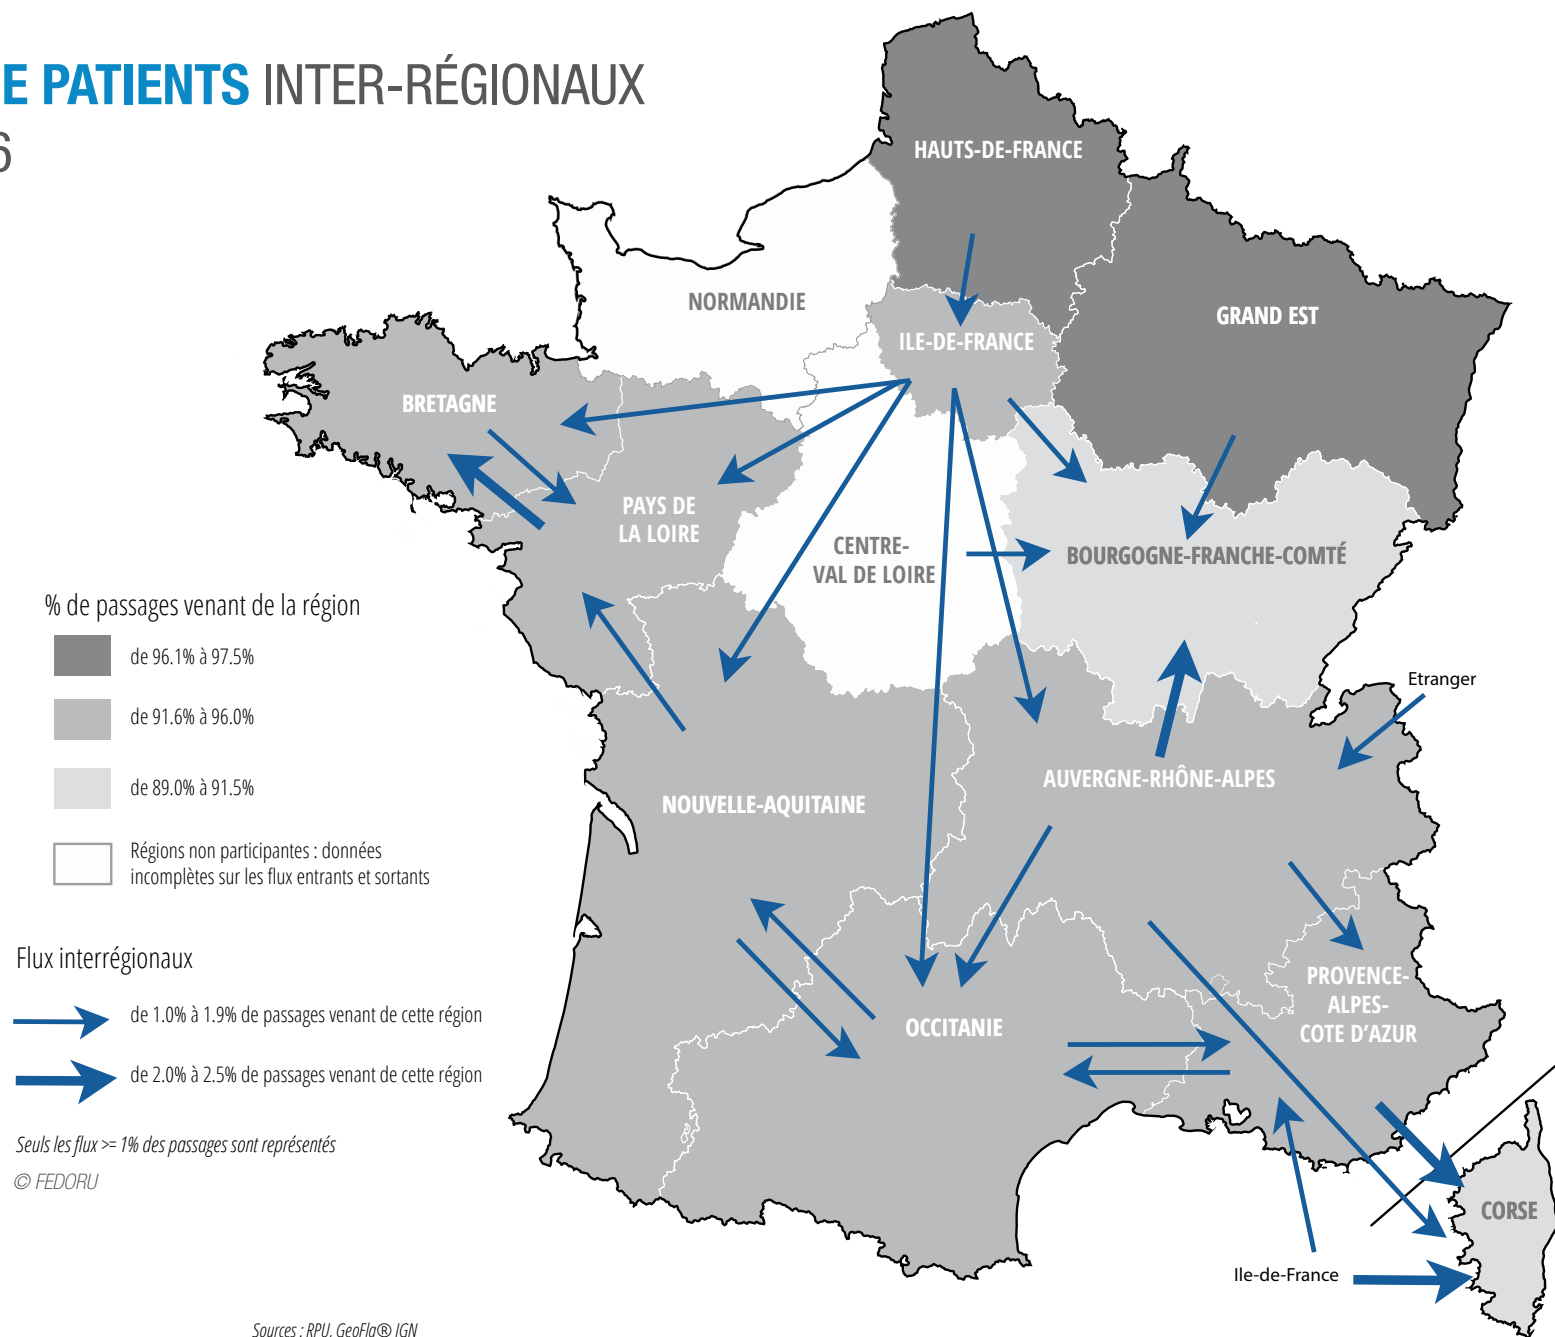 E PATIENTS INTER-RÉGIONAUX
6
HAUTS-DE-FRANCE
NORMANDIE
GRAND EST
ILE-DE-FRANCE
BRETAGNE
PAYS DE
LA LOIRE
CENTRE-
VAL DE LOIRE
BOURGOGNE-FRANCHE-COMTÉ
% de passages venant de la région
de 96.1% à 97.5%
de 91.6% à 96.0%
de 89.0% à 91.5%
Régions non participantes : données
incomplètes sur les flux entrants et sortants
Etranger
AUVERGNE-RHÔNE-ALPES
NOUVELLE-AQUITAINE
Flux interrégionaux
de 1.0% à 1.9% de passages venant de cette région
de 2.0% à 2.5% de passages venant de cette région
PROVENCE-
ALPES-
COTE D'AZUR
OCCITANIE
Seuls les flux >= 1% des passages sont représentés
© FEDORU
CORSE
Ile-de-France
Sources : RPU, GeoFla® IGN